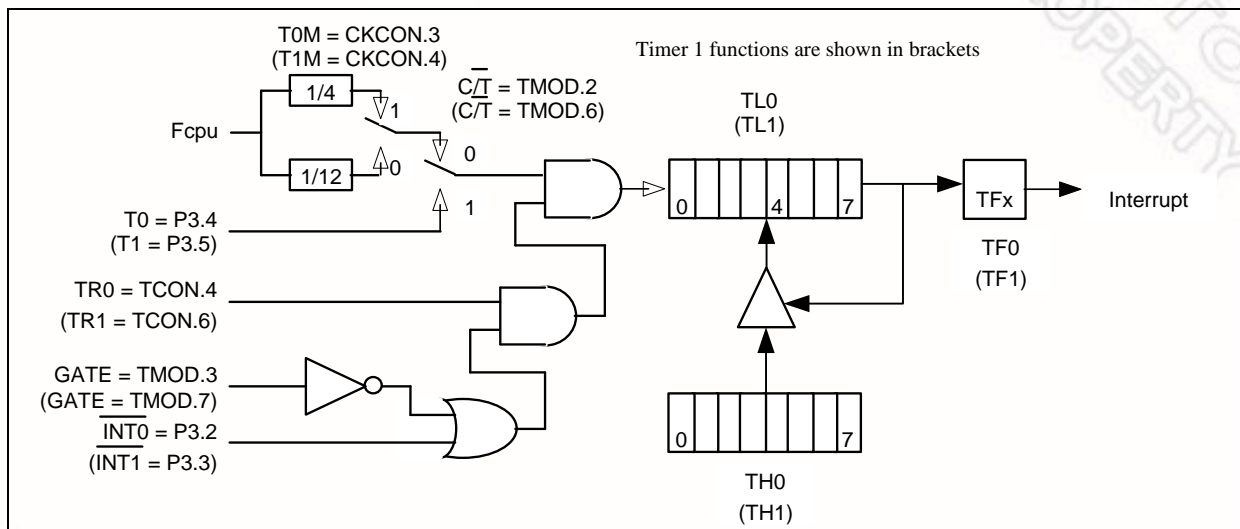 T0M = CKCON.3
(T1M = CKCON.4)
Timer 1 functions are shown in brackets
C/T = TMOD.2
(C/T = TMOD.6)
1/4
1
Fcpu
0
1/12
0
1
T0 = P3.4
(T1 = P3.5)
TL0
(TL1)
0 4 7
TFx
Interrupt
TF0
(TF1)
TR0 = TCON.4
(TR1 = TCON.6)
GATE = TMOD.3
(GATE = TMOD.7)
INT0 = P3.2
(INT1 = P3.3)
0 7
TH0
(TH1)
PROPERTY